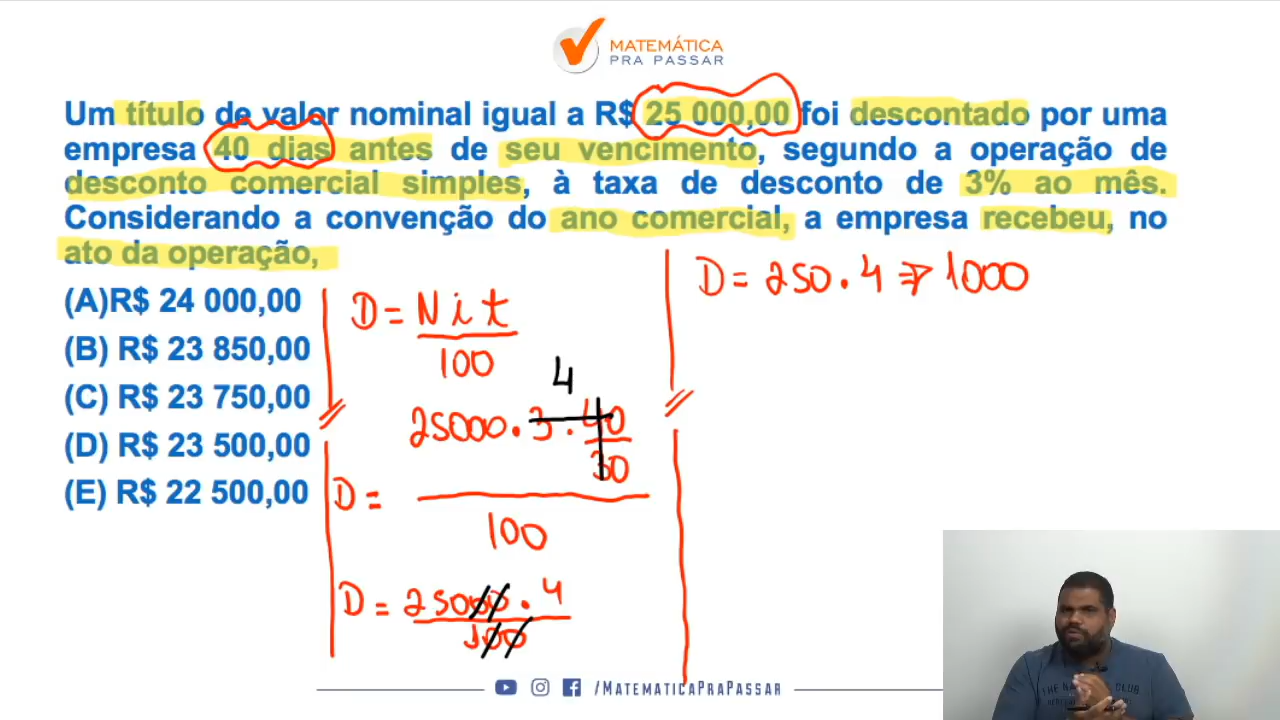 MATEMÁTICA
PRA PASSAR
Um título de valor nominal igual a R$ 25 000,00 foi descontado por uma
empresa 40 dias antes de seu vencimento, segundo a operação de
desconto comercial simples, à taxa de desconto de 3% ao mês.
Considerando a convenção do ano comercial, a empresa recebeu, no
ato da operação,
(A)R$ 24 000,00
(B) R$ 23 850,00
(C) R$ 23 750,00
(D) R$ 23 500,00
(E) R$ 22 500,00
D = N i t
100
4
25000 . 3 . 40
30
D =
100
D = 25000 . 4
100
D = 250 . 4 ⇒ 1000
/MATEMATICAPRAPASSAR
THE NA CLUB